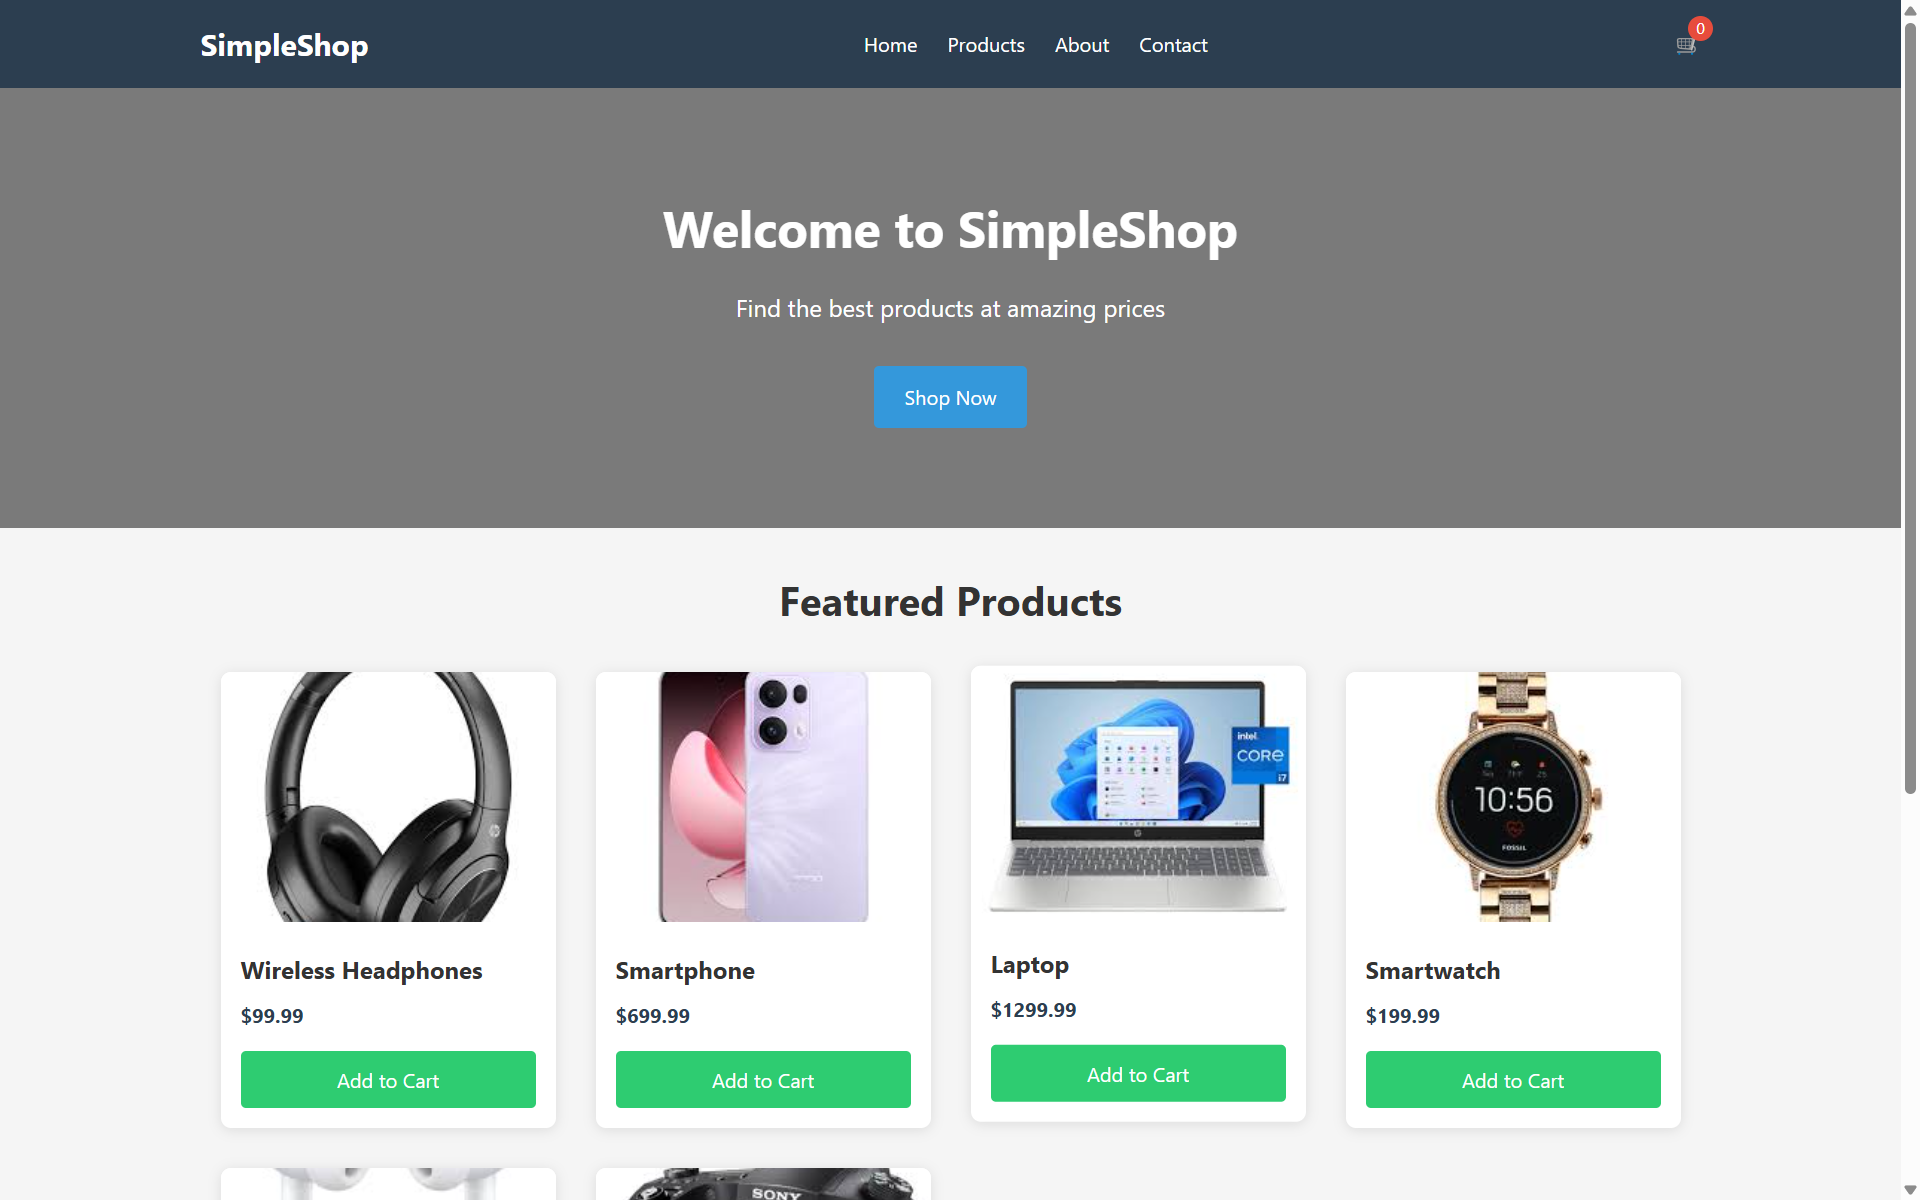 SimpleShop
Home Products About Contact
0
Welcome to SimpleShop
Find the best products at amazing prices
Shop Now
Featured Products
intel.
CORE
i7
10:56
FOSSIL
Wireless Headphones
$99.99
Add to Cart
Smartphone
$699.99
Add to Cart
Laptop
$1299.99
Add to Cart
Smartwatch
$199.99
Add to Cart
SONY